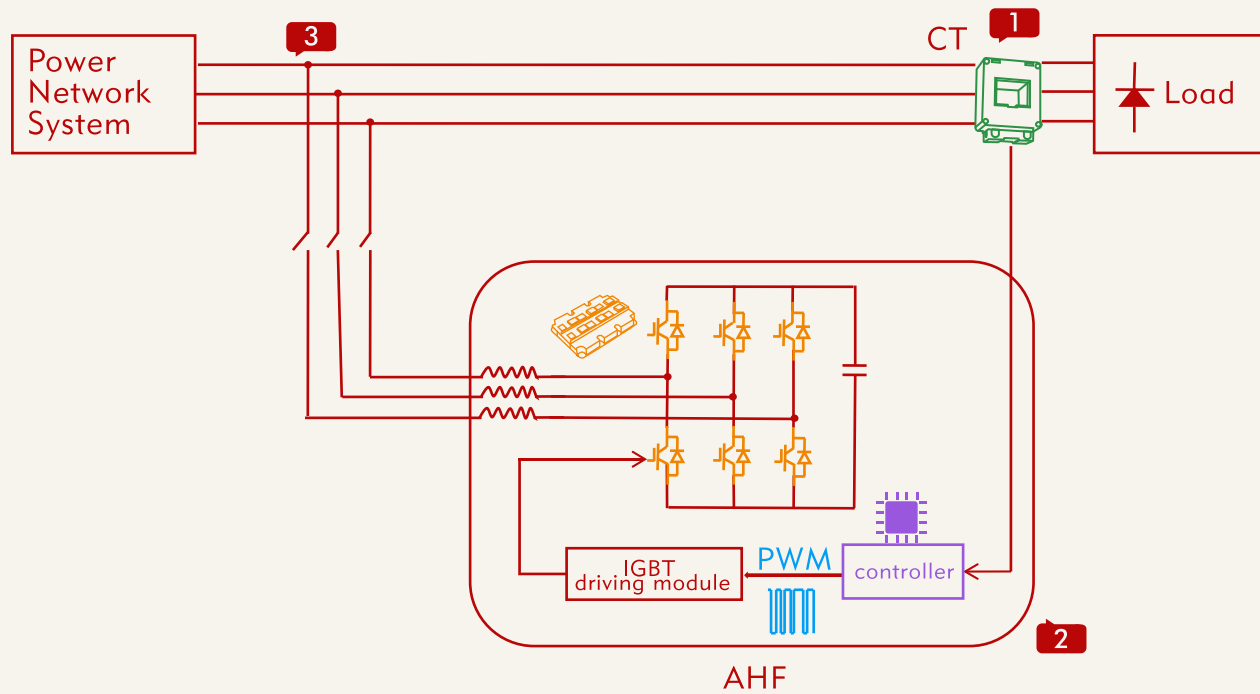 3
1
CT
Power
Network
System
Load
PWM
IGBT
driving module
controller
2
AHF